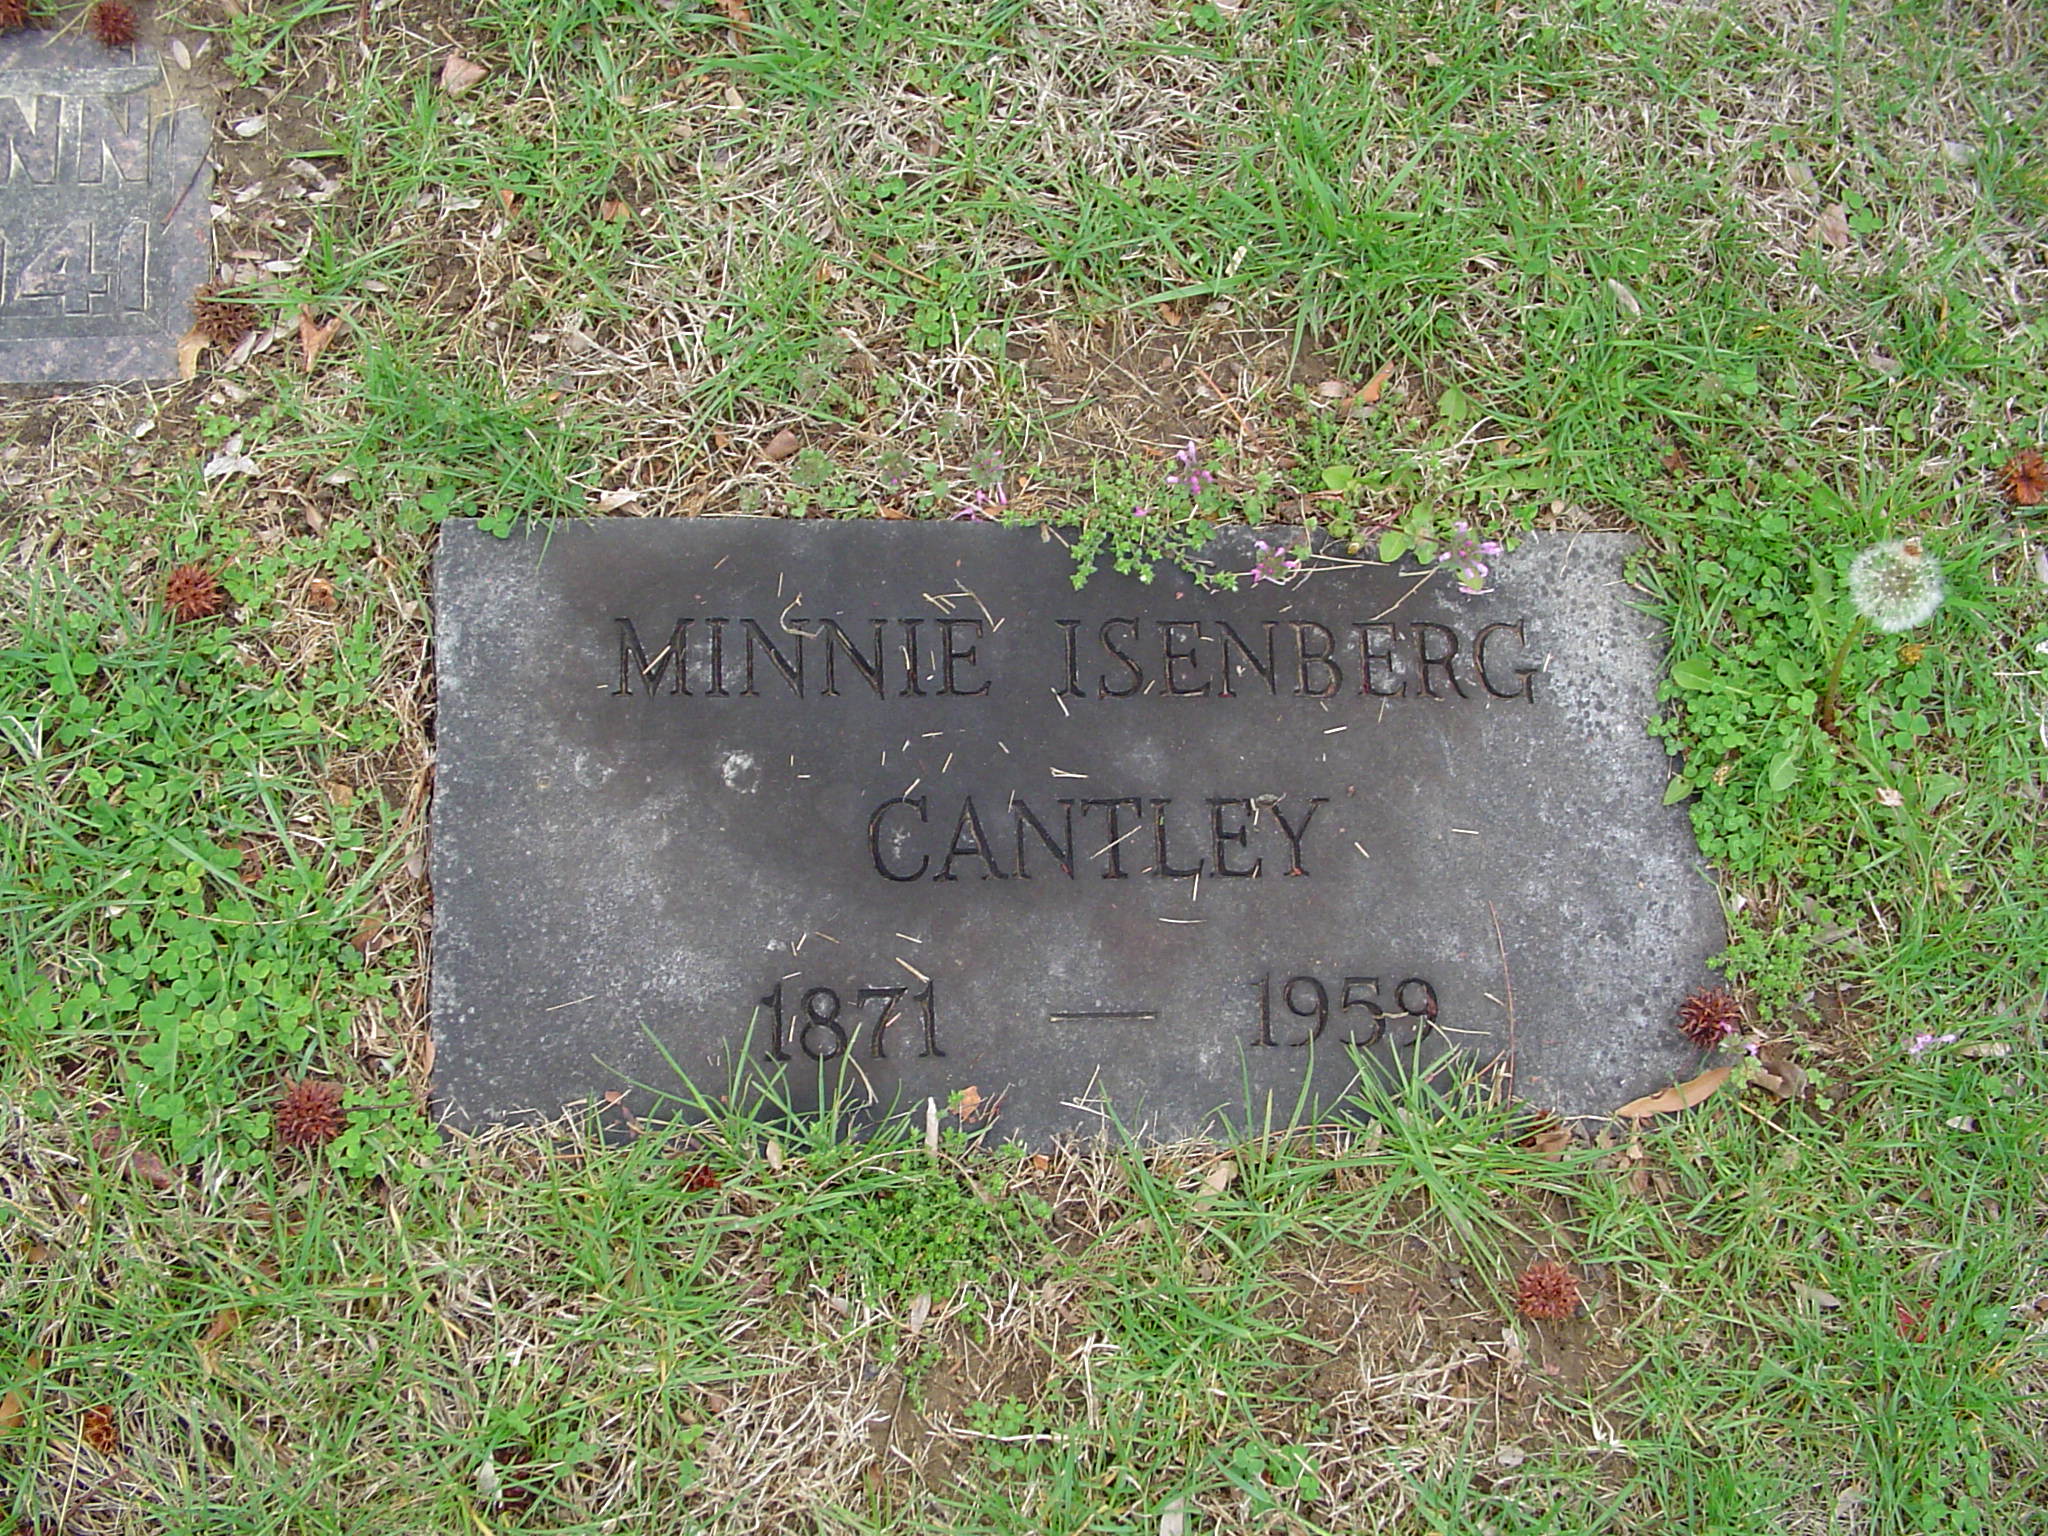 MINNIE ISENBERG
CANTLEY
1871 — 1959